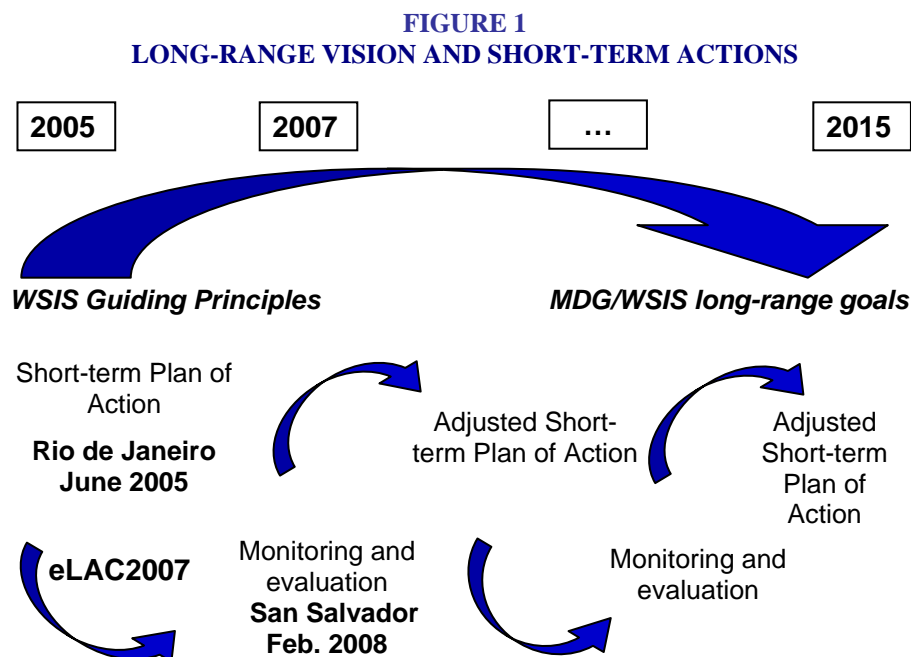 FIGURE 1
LONG-RANGE VISION AND SHORT-TERM ACTIONS
2005
2007
...
2015
WSIS Guiding Principles
MDG/WSIS long-range goals
Short-term Plan of
Action
Rio de Janeiro
June 2005
Adjusted Short-
term Plan of Action
Adjusted
Short-term
Plan of
Action
eLAC2007
Monitoring and
evaluation
San Salvador
Feb. 2008
Monitoring and
evaluation